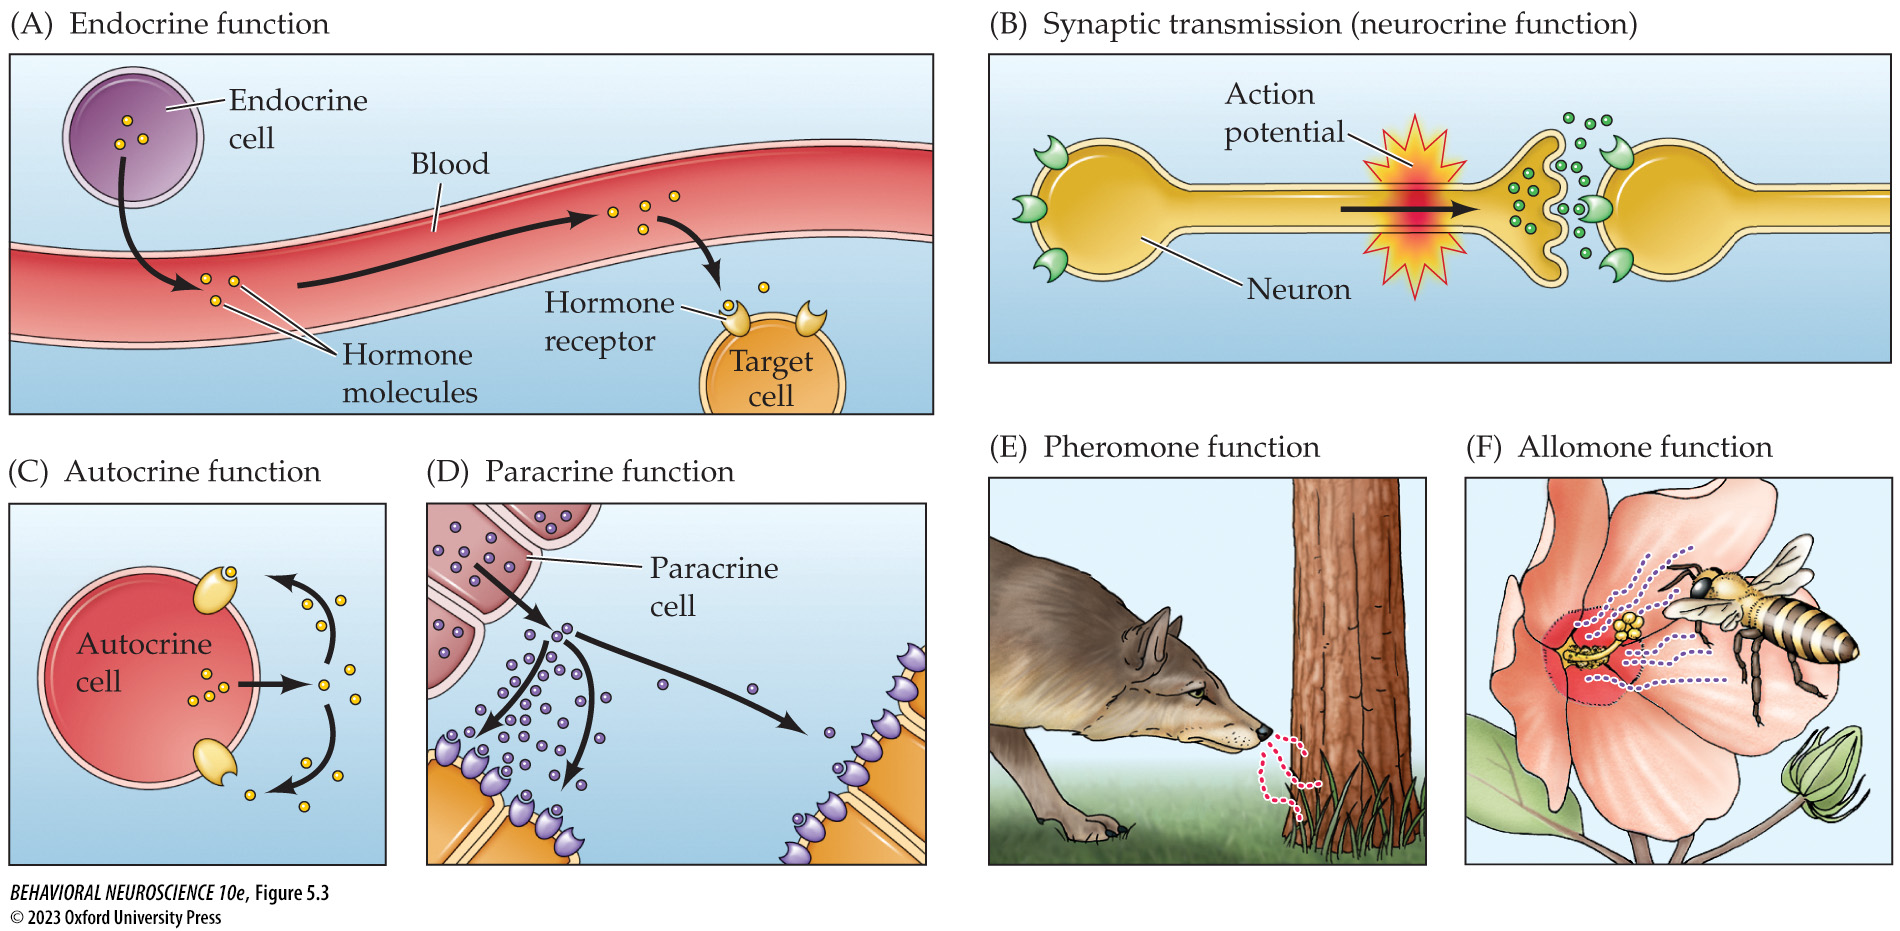 (A) Endocrine function
Endocrine
cell
Blood
Hormone
molecules
Hormone
receptor
Target
cell
(B) Synaptic transmission (neurocrine function)
Action
potential
Neuron
(C) Autocrine function
Autocrine
cell
(D) Paracrine function
Paracrine
cell
(E) Pheromone function
(F) Allomone function
BEHAVIORAL NEUROSCIENCE 10e, Figure 5.3
© 2023 Oxford University Press